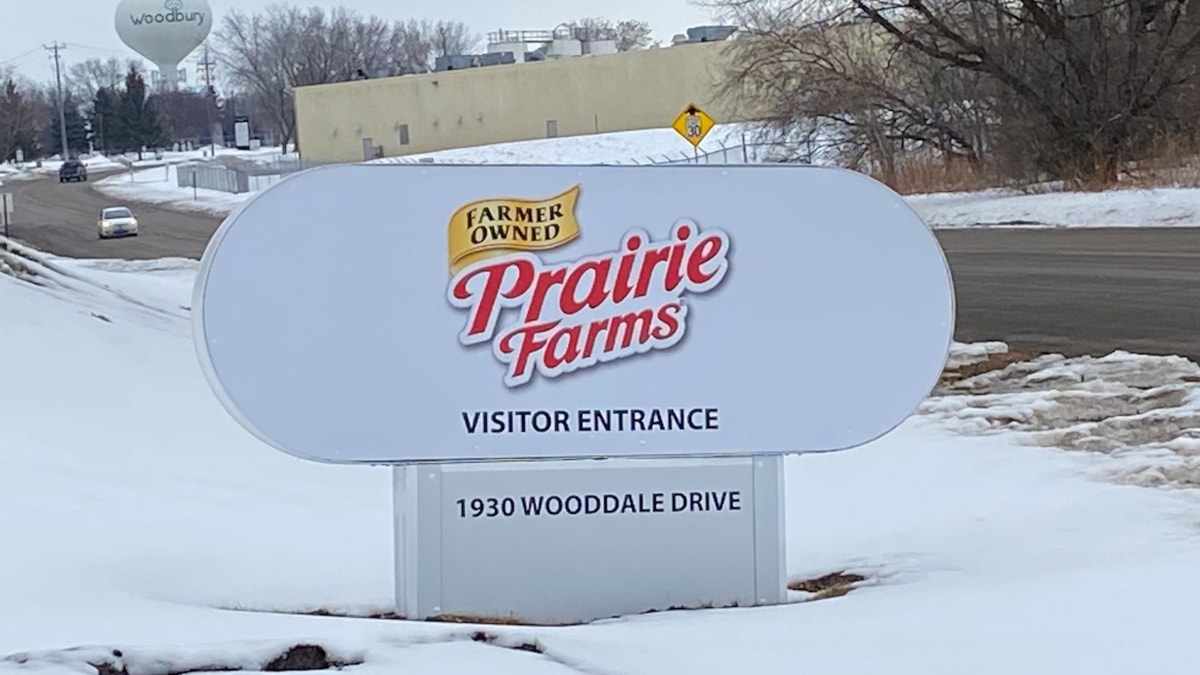 Woodbury
30
FARMER
OWNED
Prairie
Farms
VISITOR ENTRANCE
1930 WOODDALE DRIVE